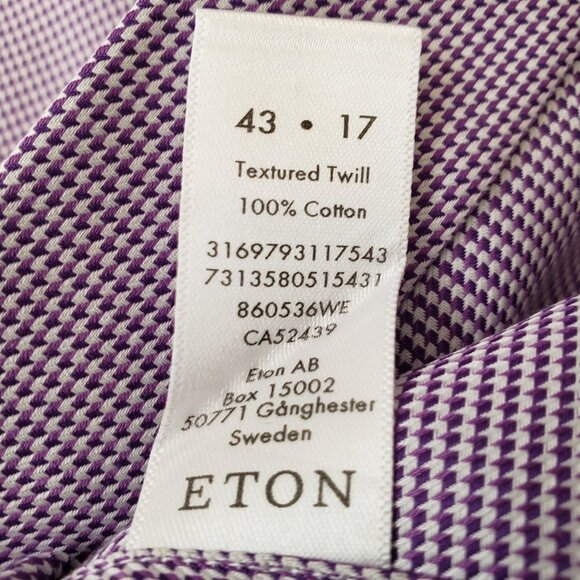 43 • 17
Textured Twill
100% Cotton
3169793117543
7313580515431
860536WE
CA52439
Eton AB
Box 15002
50771 Gånghester
Sweden
ETON